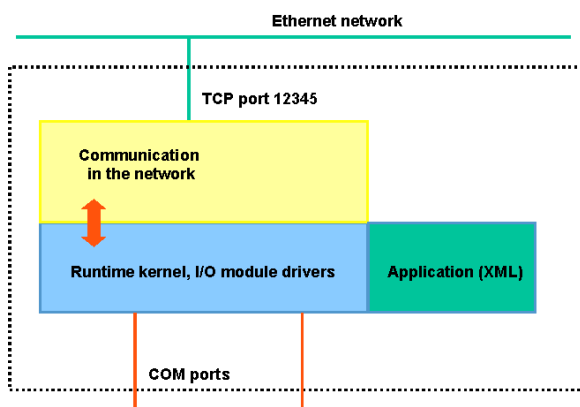 Ethernet network
TCP port 12345
Communication
in the network
Runtime kernel, I/O module drivers
Application (XML)
COM ports